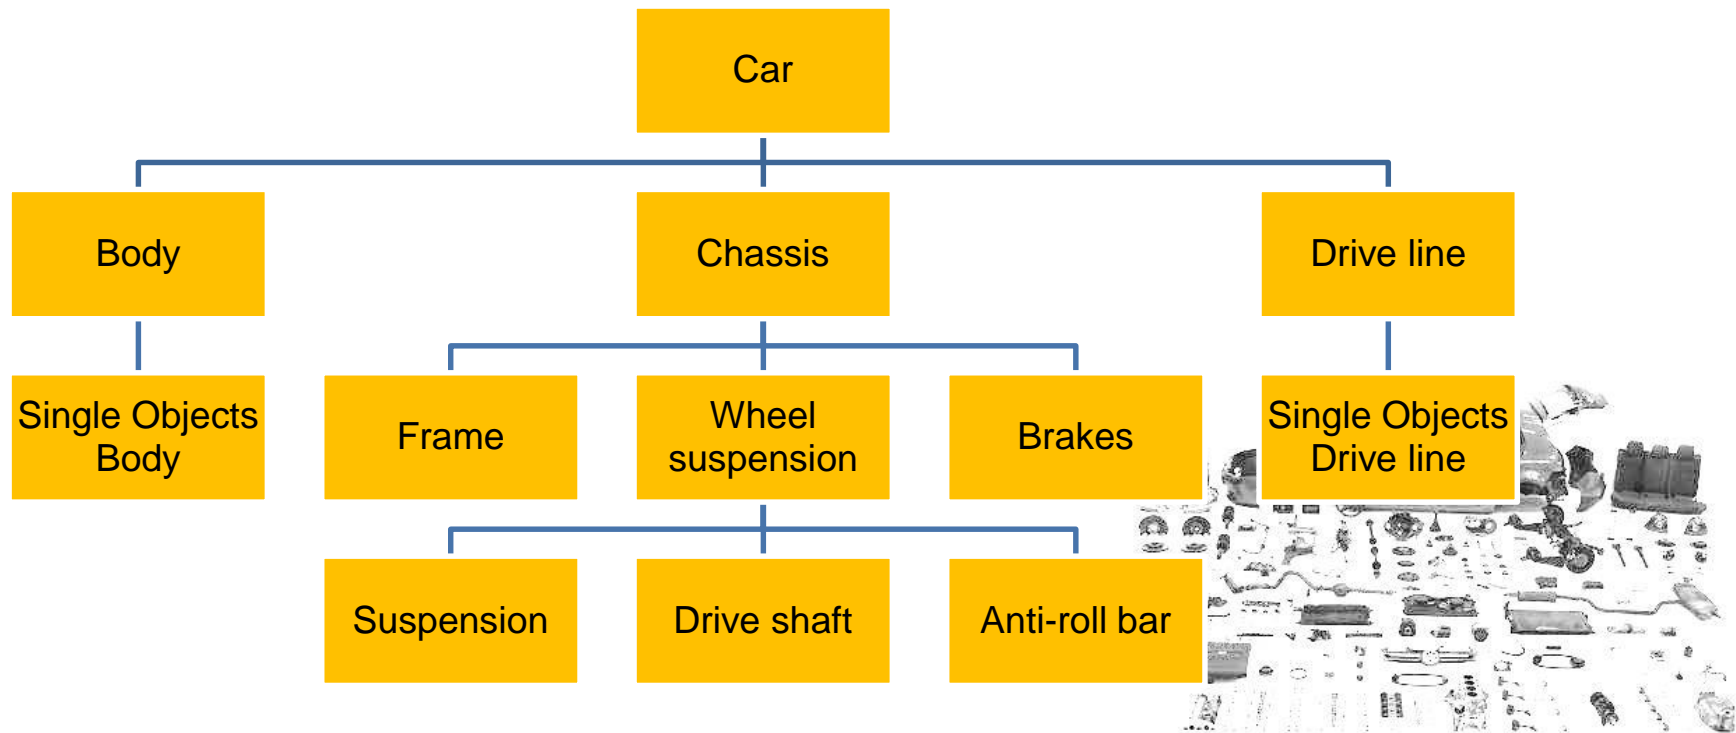 Car
Body
Chassis
Drive line
Single Objects
Body
Frame
Wheel
suspension
Brakes
Single Objects
Drive line
Suspension
Drive shaft
Anti-roll bar